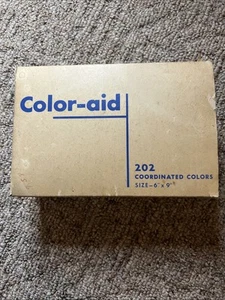 Color-aid
202
COORDINATED COLORS
SIZE—6" x 9"